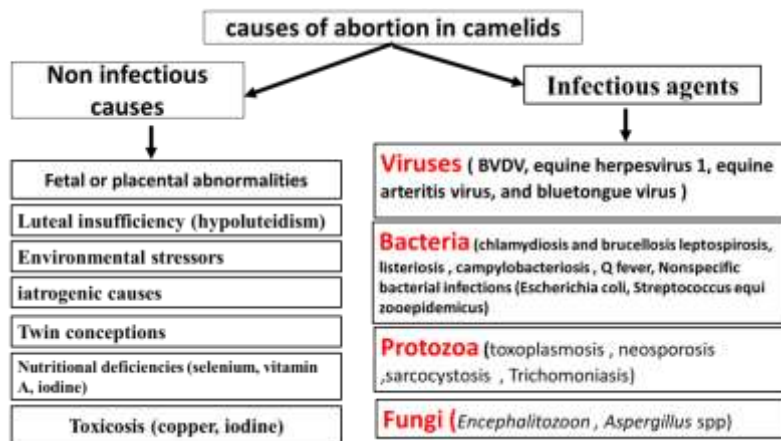 causes of abortion in camelids
Non infectious
causes
Fetal or placental abnormalities
Luteal insufficiency (hypoluteidism)
Environmental stressors
iatrogenic causes
Twin conceptions
Nutritional deficiencies (selenium, vitamin
A, iodine)
Toxicosis (copper, iodine)
Infectious agents
Viruses ( BVDV, equine herpesvirus 1, equine
arteritis virus, and bluetongue virus )
Bacteria (chlamydiosis and brucellosis leptospirosis,
listeriosis , campylobacteriosis , Q fever, Nonspecific
bacterial infections (Escherichia coli, Streptococcus equi
zooepidemicus)
Protozoa (toxoplasmosis , neosporosis
,sarcocystosis , Trichomoniasis)
Fungi (Encephalitozoon , Aspergillus spp)